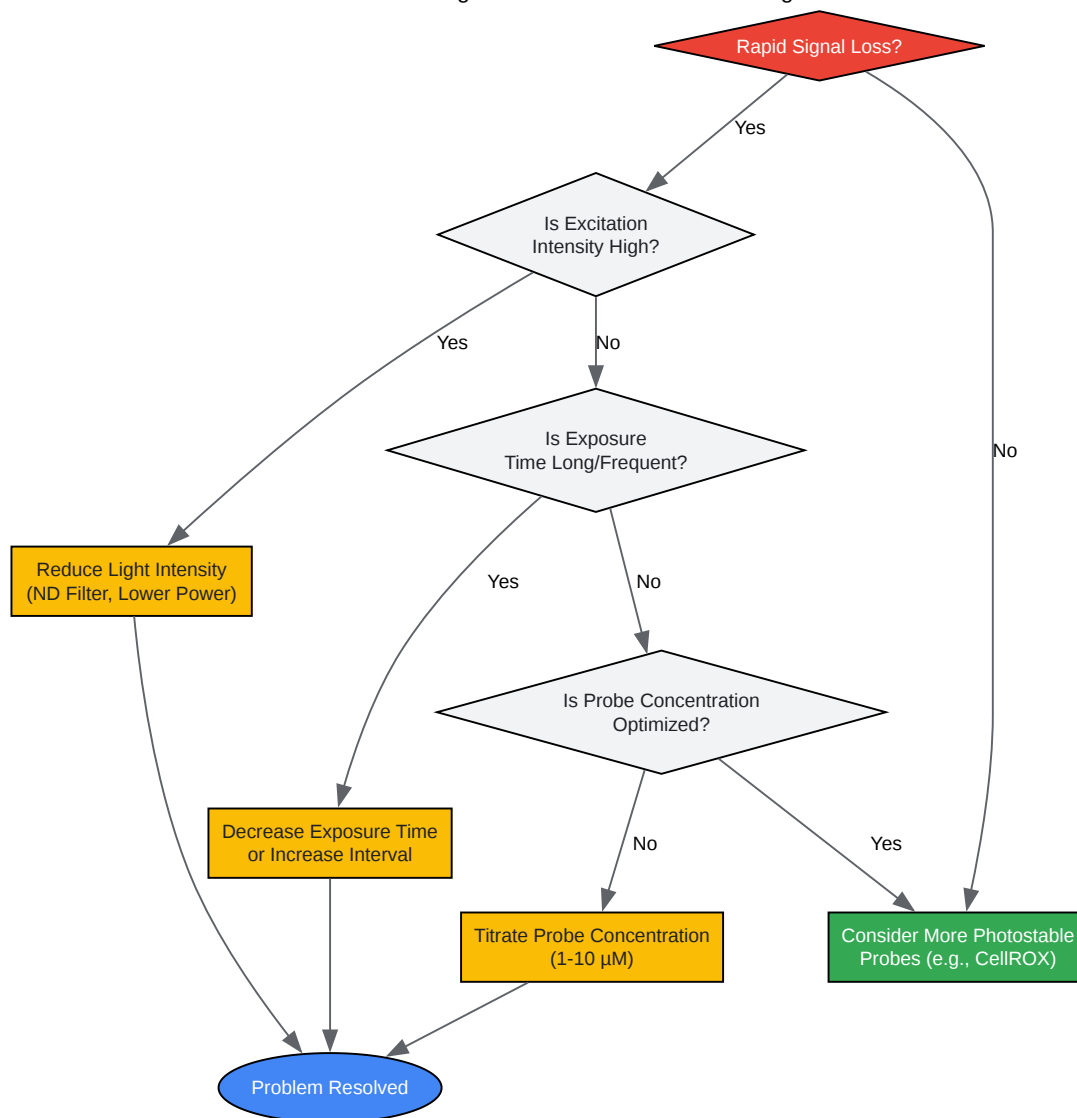 Rapid Signal Loss?
Yes
Is Excitation
Intensity High?
Yes
No
Is Exposure
Time Long/Frequent?
No
Reduce Light Intensity
(ND Filter, Lower Power)
Yes
No
Is Probe Concentration
Optimized?
Decrease Exposure Time
or Increase Interval
No
Yes
Titrate Probe Concentration
(1-10 µM)
Consider More Photostable
Probes (e.g., CellROX)
Problem Resolved